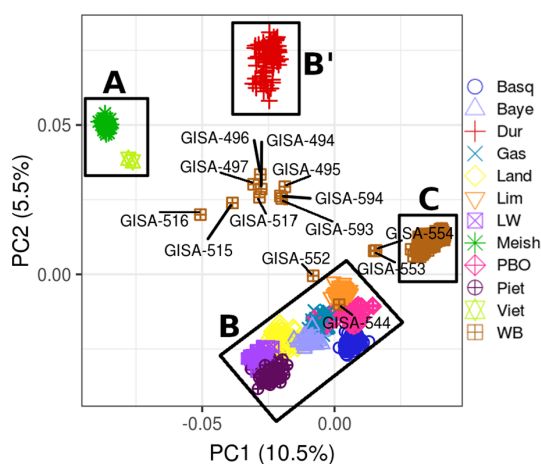 A
B'
GISA-496
GISA-494
GISA-497
GISA-495
GISA-594
GISA-516
GISA-517
GISA-593
GISA-515
C
GISA-554
GISA-552
GISA-553
B
GISA-544
0.05
0.00
PC2 (5.5%)
-0.05
0.00
PC1 (10.5%)
Basq
Baye
Dur
Gas
Land
Lim
LW
Meish
PBO
Piet
Viet
WB